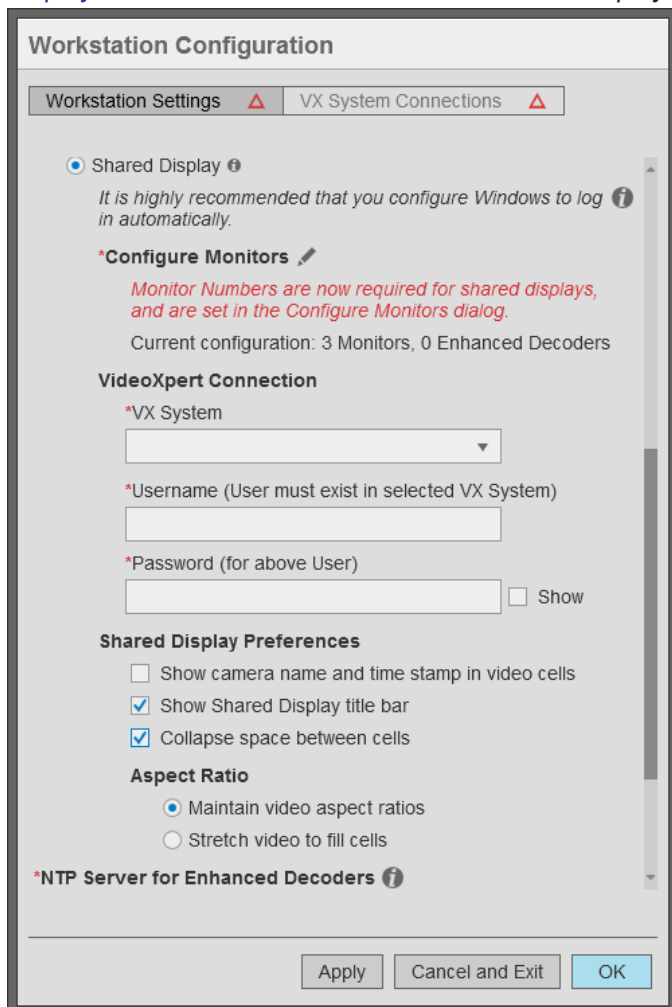 Workstation Configuration
Workstation Settings
VX System Connections
Shared Display
It is highly recommended that you configure Windows to log
in automatically.
*Configure Monitors
Monitor Numbers are now required for shared displays,
and are set in the Configure Monitors dialog.
Current configuration: 3 Monitors, 0 Enhanced Decoders
VideoXpert Connection
*VX System
*Username (User must exist in selected VX System)
*Password (for above User)
Show
Shared Display Preferences
Show camera name and time stamp in video cells
Show Shared Display title bar
Collapse space between cells
Aspect Ratio
Maintain video aspect ratios
Stretch video to fill cells
*NTP Server for Enhanced Decoders
Apply
Cancel and Exit
OK